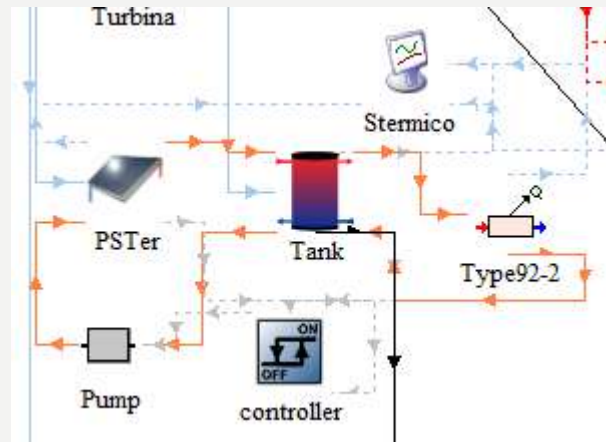 Turbina
Stermico
Q
PSTer
Tank
Type92-2
ON
OFF
Pump
controller